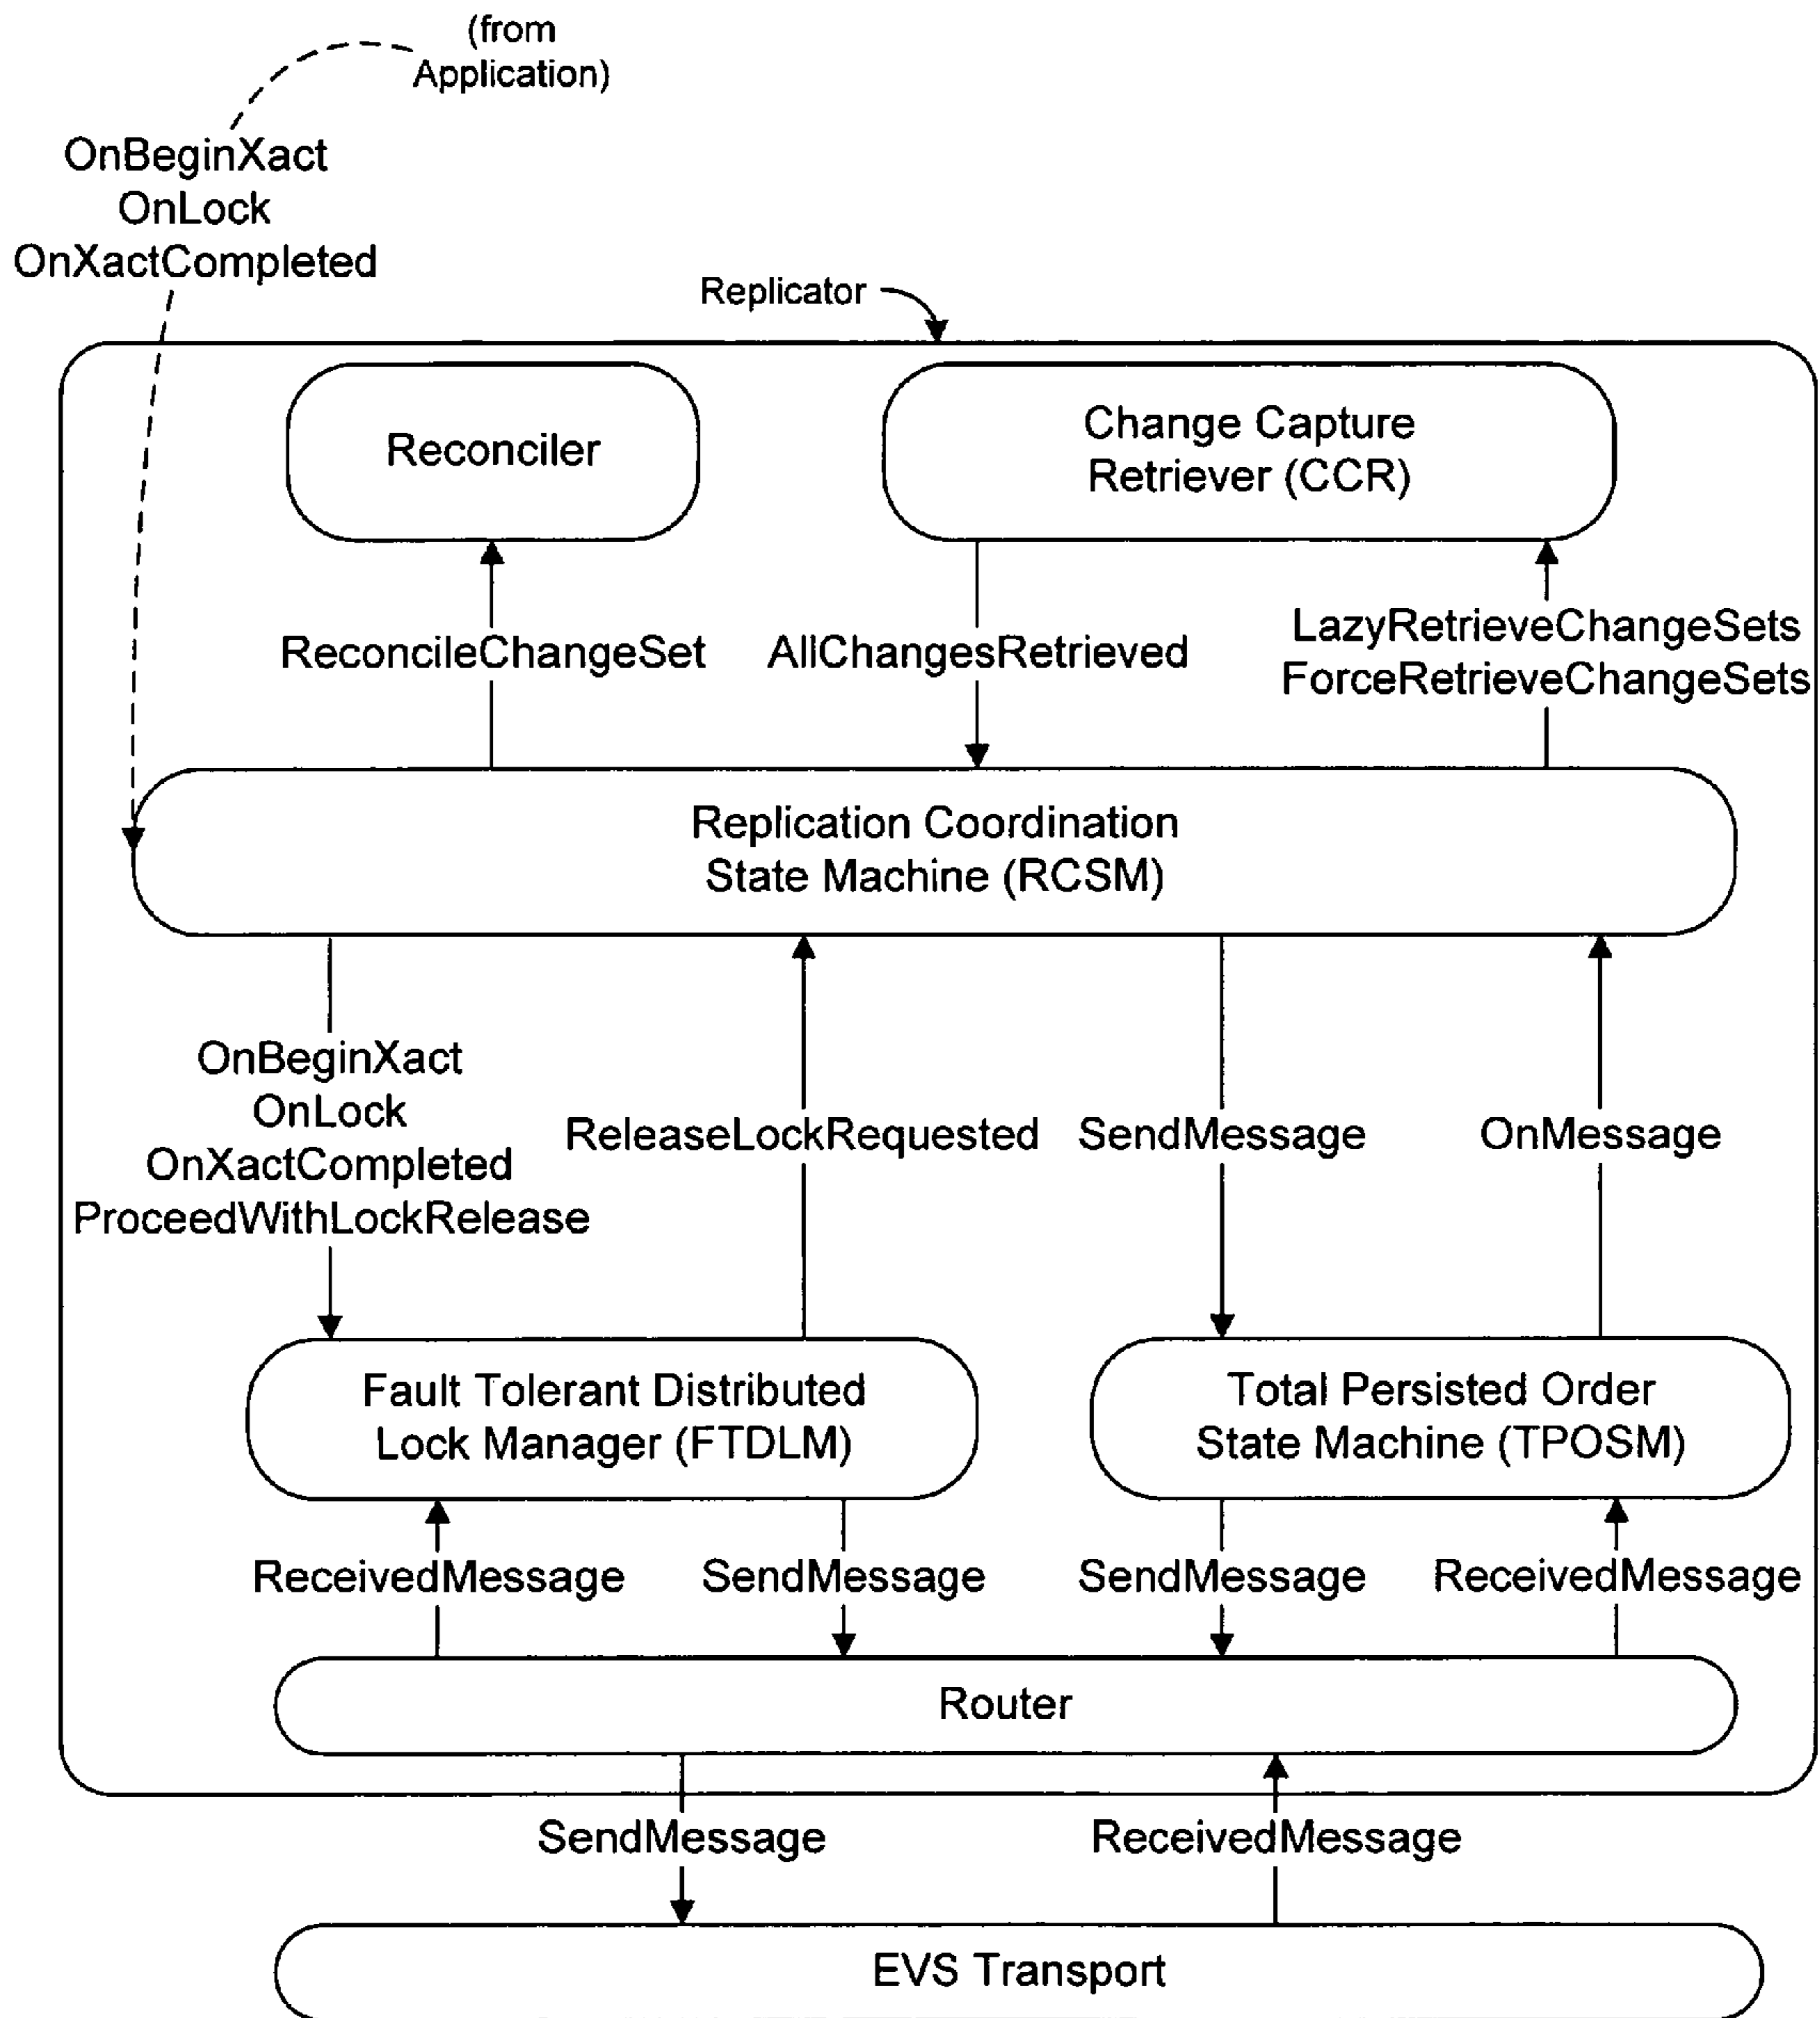 (from
Application)
OnBeginXact
OnLock
OnXactCompleted
Replicator
Reconciler
Change Capture
Retriever (CCR)
ReconcileChangeSet
AllChangesRetrieved
LazyRetrieveChangeSets
ForceRetrieveChangeSets
Replication Coordination
State Machine (RCSM)
OnBeginXact
OnLock
OnXactCompleted
ProceedWithLockRelease
ReleaseLockRequested
SendMessage
OnMessage
Fault Tolerant Distributed
Lock Manager (FTDLM)
Total Persisted Order
State Machine (TPOSM)
ReceivedMessage
SendMessage
SendMessage
ReceivedMessage
Router
SendMessage
ReceivedMessage
EVS Transport